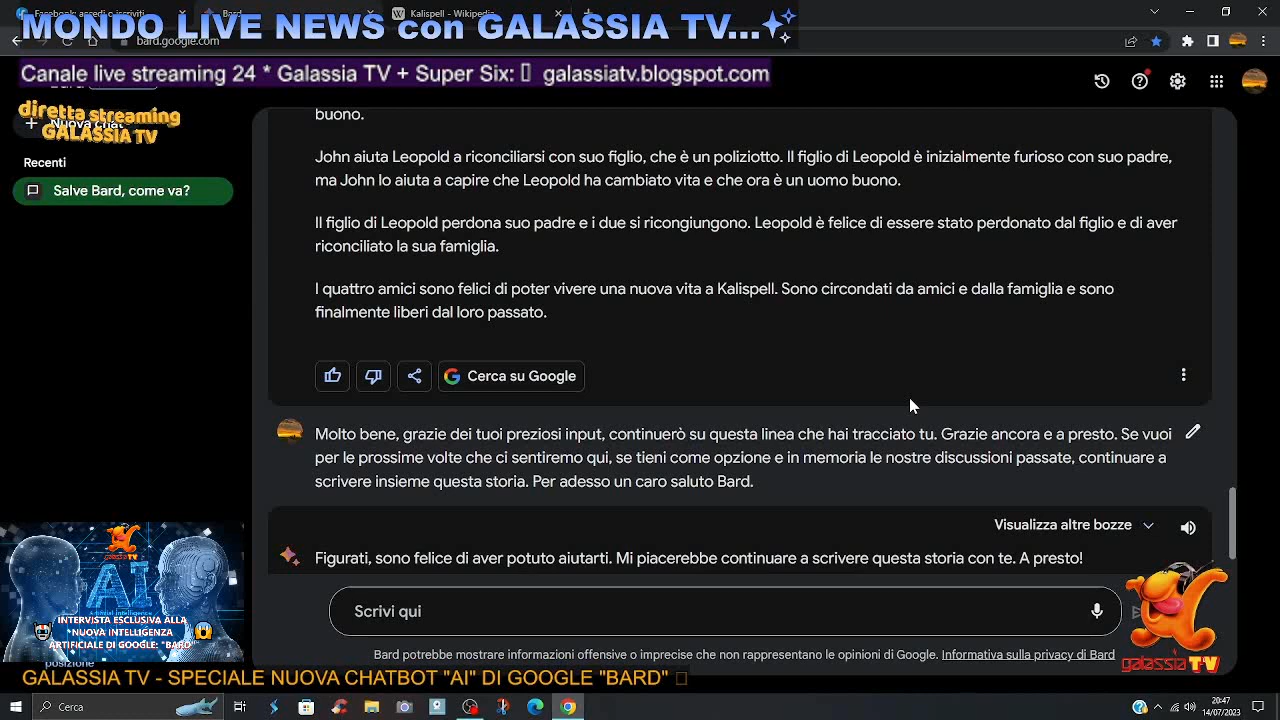 Facebook: accedi o iscriviti
Bard
Kalispell - Wikipedia
MONDO LIVE NEWS con GALASSIA TV...
bard.google.com
Canale live streaming 24 * Galassia TV + Super Six: galassiatv.blogspot.com
diretta streaming
GALASSIA TV
Nuova chat
Recenti
Salve Bard, come va?
buono.
John aiuta Leopold a riconciliarsi con suo figlio, che è un poliziotto. Il figlio di Leopold è inizialmente furioso con suo padre,
ma John lo aiuta a capire che Leopold ha cambiato vita e che ora è un uomo buono.
Il figlio di Leopold perdona suo padre e i due si ricongiungono. Leopold è felice di essere stato perdonato dal figlio e di aver
riconciliato la sua famiglia.
I quattro amici sono felici di poter vivere una nuova vita a Kalispell. Sono circondati da amici e dalla famiglia e sono
finalmente liberi dal loro passato.
Cerca su Google
Molto bene, grazie dei tuoi preziosi input, continuerò su questa linea che hai tracciato tu. Grazie ancora e a presto. Se vuoi
per le prossime volte che ci sentiremo qui, se tieni come opzione e in memoria le nostre discussioni passate, continuare a
scrivere insieme questa storia. Per adesso un caro saluto Bard.
Visualizza altre bozze
Figurati, sono felice di aver potuto aiutarti. Mi piacerebbe continuare a scrivere questa storia con te. A presto!
Scrivi qui
Bard potrebbe mostrare informazioni offensive o imprecise che non rappresentano le opinioni di Google. Informativa sulla privacy di Bard
galassia TV
AI
INTERVISTA ESCLUSIVA ALLA
*NUOVA INTELLIGENZA
ARTIFICIALE DI GOOGLE: "BARD"
posizione
galassia TV
GALASSIA TV - SPECIALE NUOVA CHATBOT "AI" DI GOOGLE "BARD"
Cerca
20:47
14/07/2023